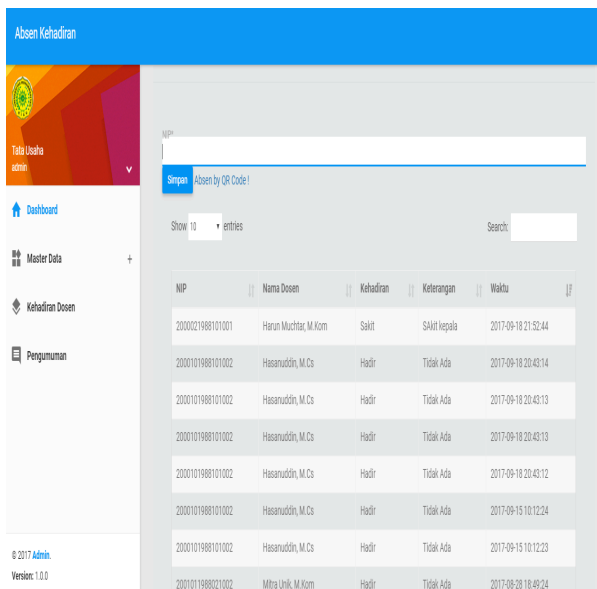 Absen Kehadiran
Tata Usaha
admin
Dashboard
Master Data +
Kehadiran Dosen
Pengumuman
© 2017 Admin.
Version: 1.0.0
NIP*
Simpan Absen by QR Code !
Show 10 entries Search:
NIP Nama Dosen Kehadiran Keterangan Waktu
2000021988101001 Harun Muchtar, M.Kom Sakit SAkit kepala 2017-09-18 21:52:44
2000101988101002 Hasanuddin, M.Cs Hadir Tidak Ada 2017-09-18 20:43:14
2000101988101002 Hasanuddin, M.Cs Hadir Tidak Ada 2017-09-18 20:43:13
2000101988101002 Hasanuddin, M.Cs Hadir Tidak Ada 2017-09-18 20:43:13
2000101988101002 Hasanuddin, M.Cs Hadir Tidak Ada 2017-09-18 20:43:12
2000101988101002 Hasanuddin, M.Cs Hadir Tidak Ada 2017-09-15 10:12:24
2000101988101002 Hasanuddin, M.Cs Hadir Tidak Ada 2017-09-15 10:12:23
2001011988021002 Mitra Unik, M.Kom Hadir Tidak Ada 2017-08-28 18:49:24